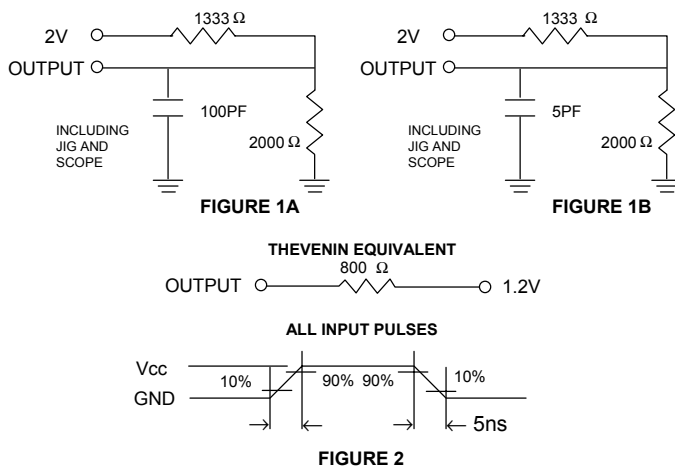 1333 Ω
2V
OUTPUT
100PF
INCLUDING
JIG AND
SCOPE
2000 Ω
FIGURE 1A
1333 Ω
2V
OUTPUT
5PF
INCLUDING
JIG AND
SCOPE
2000 Ω
FIGURE 1B
THEVENIN EQUIVALENT
800 Ω
OUTPUT 1.2V
ALL INPUT PULSES
Vcc
10% 90% 90% 10%
GND
5ns
FIGURE 2